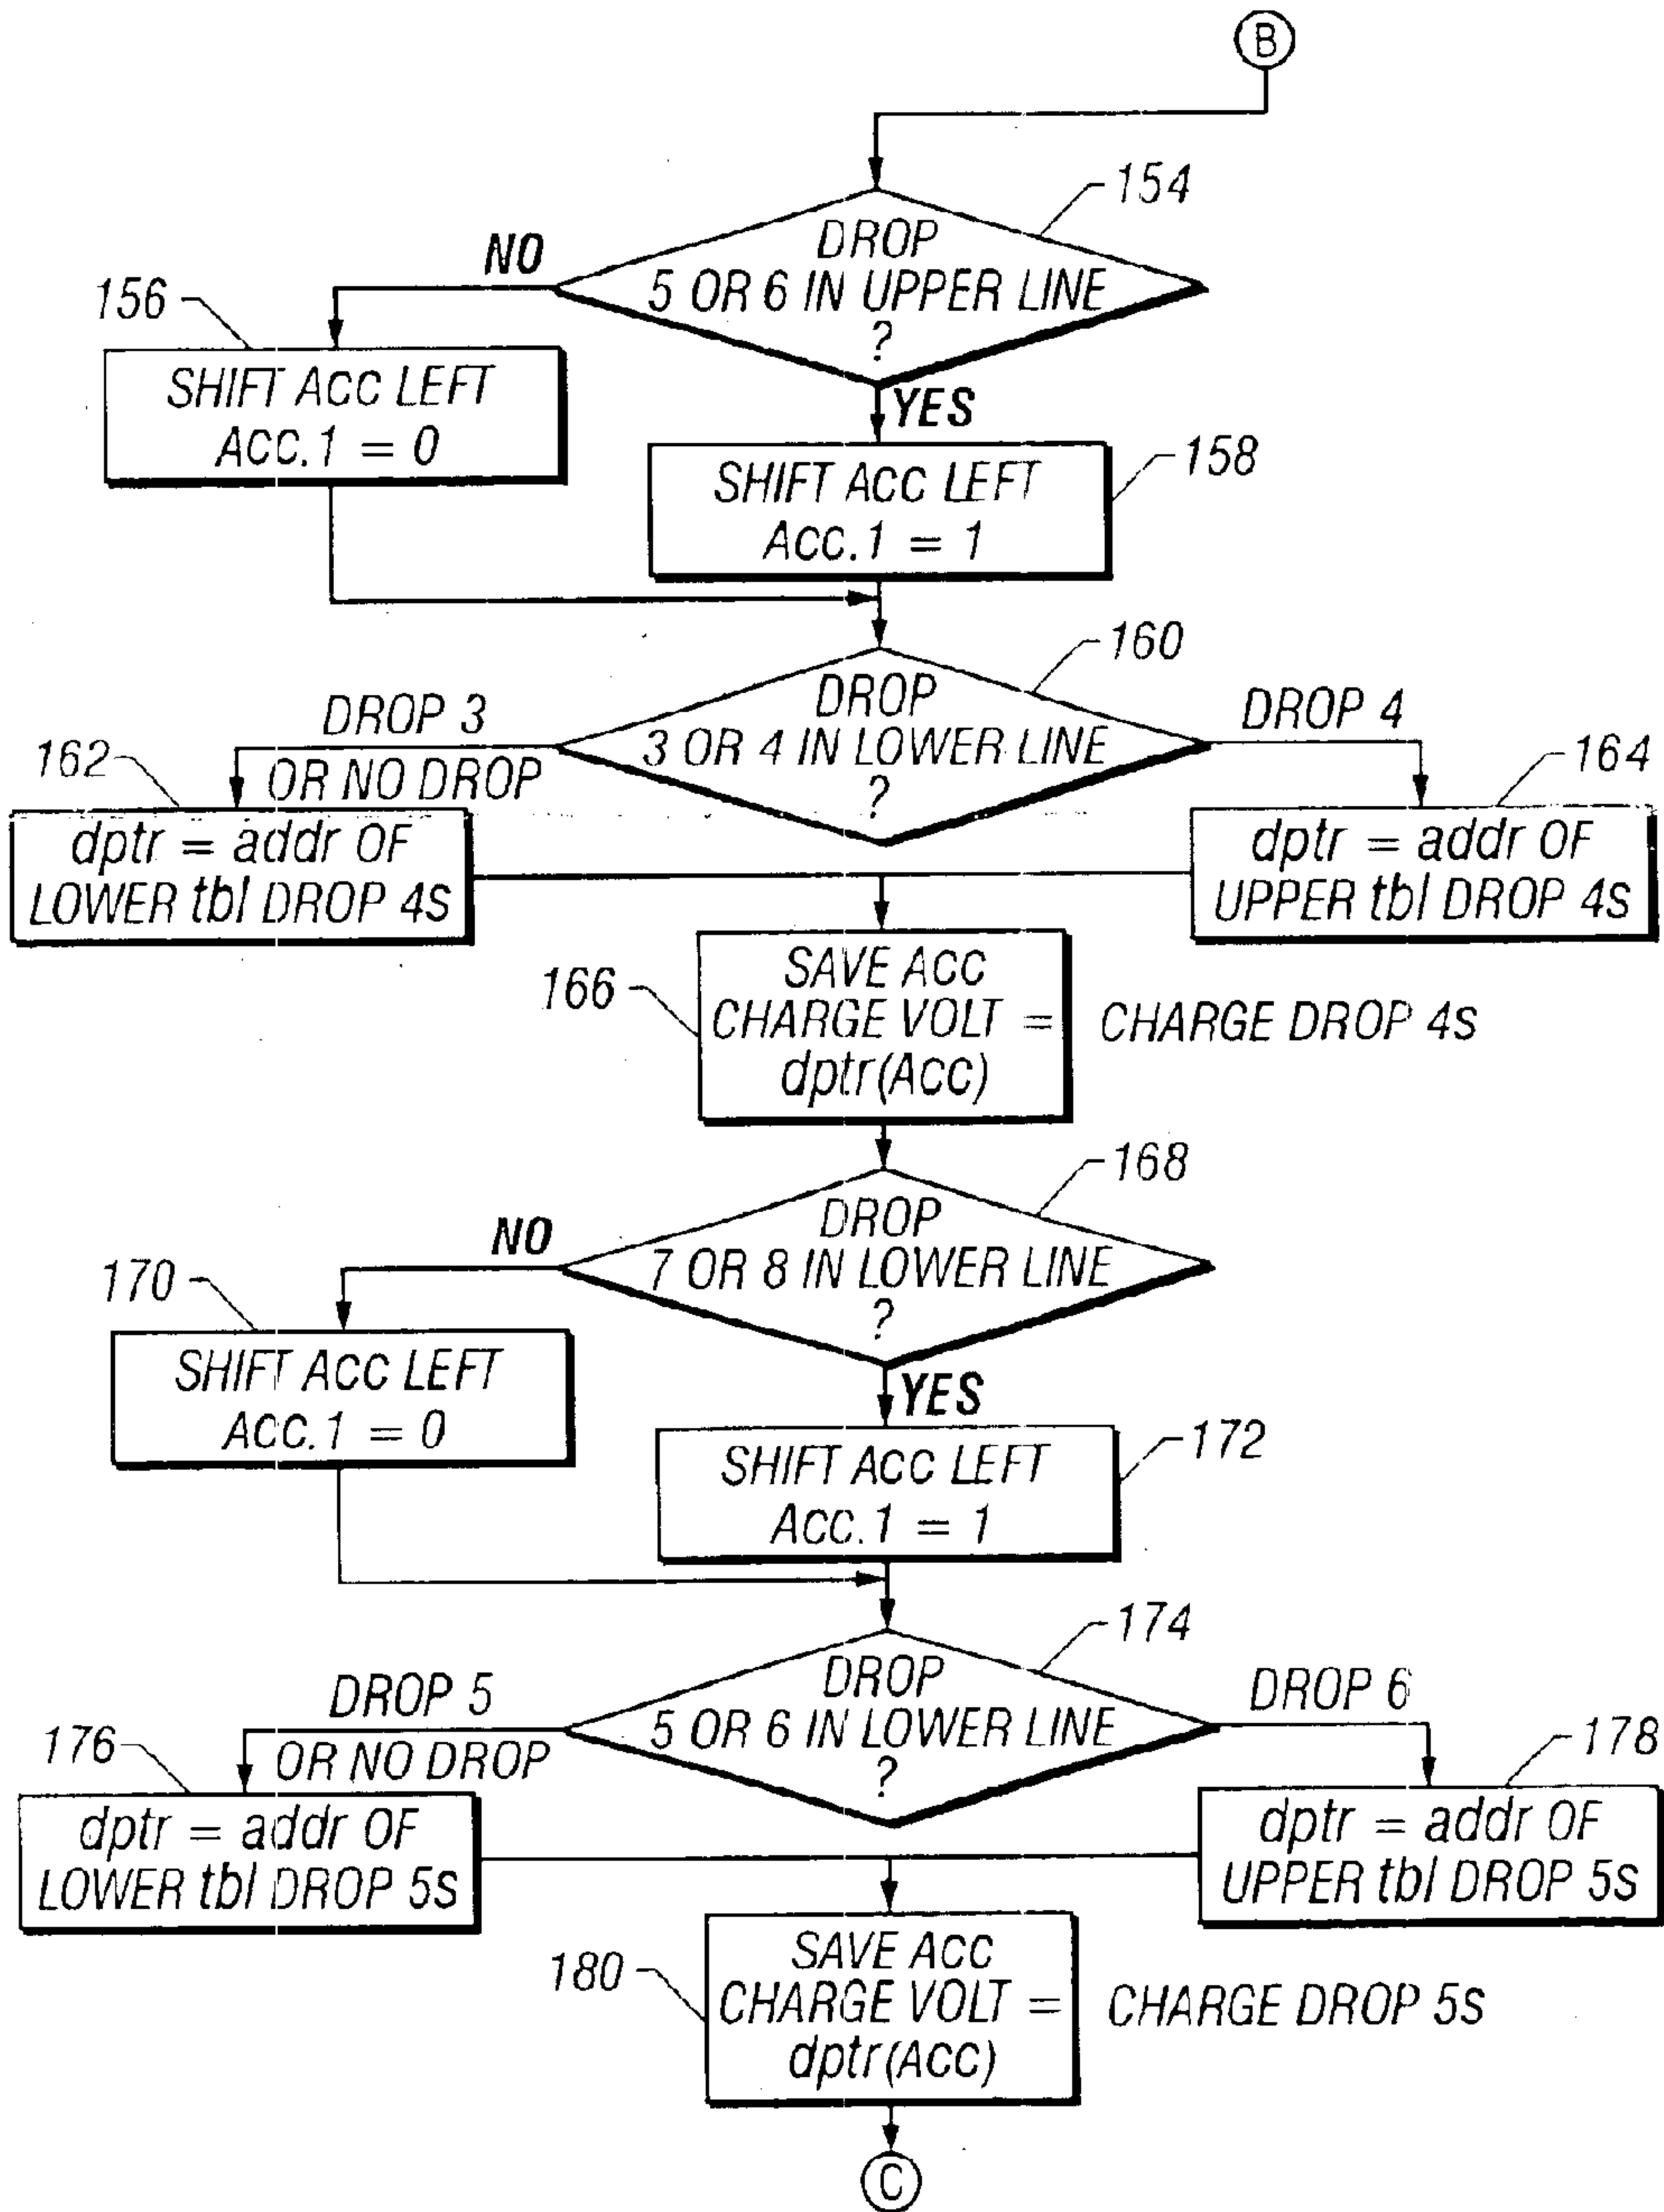 B
154
DROP
5 OR 6 IN UPPER LINE
?
NO
156
SHIFT ACC LEFT
ACC.1 = 0
YES
158
SHIFT ACC LEFT
ACC.1 = 1
160
DROP
3 OR 4 IN LOWER LINE
?
DROP 3
OR NO DROP
DROP 4
162
dptr = addr OF
LOWER tbl DROP 4s
164
dptr = addr OF
UPPER tbl DROP 4s
166
SAVE ACC
CHARGE VOLT =
dptr(ACC)
CHARGE DROP 4s
168
DROP
7 OR 8 IN LOWER LINE
?
NO
170
SHIFT ACC LEFT
ACC.1 = 0
YES
172
SHIFT ACC LEFT
ACC.1 = 1
174
DROP
5 OR 6 IN LOWER LINE
?
DROP 5
OR NO DROP
DROP 6
176
dptr = addr OF
LOWER tbl DROP 5s
178
dptr = addr OF
UPPER tbl DROP 5s
180
SAVE ACC
CHARGE VOLT =
dptr(ACC)
CHARGE DROP 5s
C